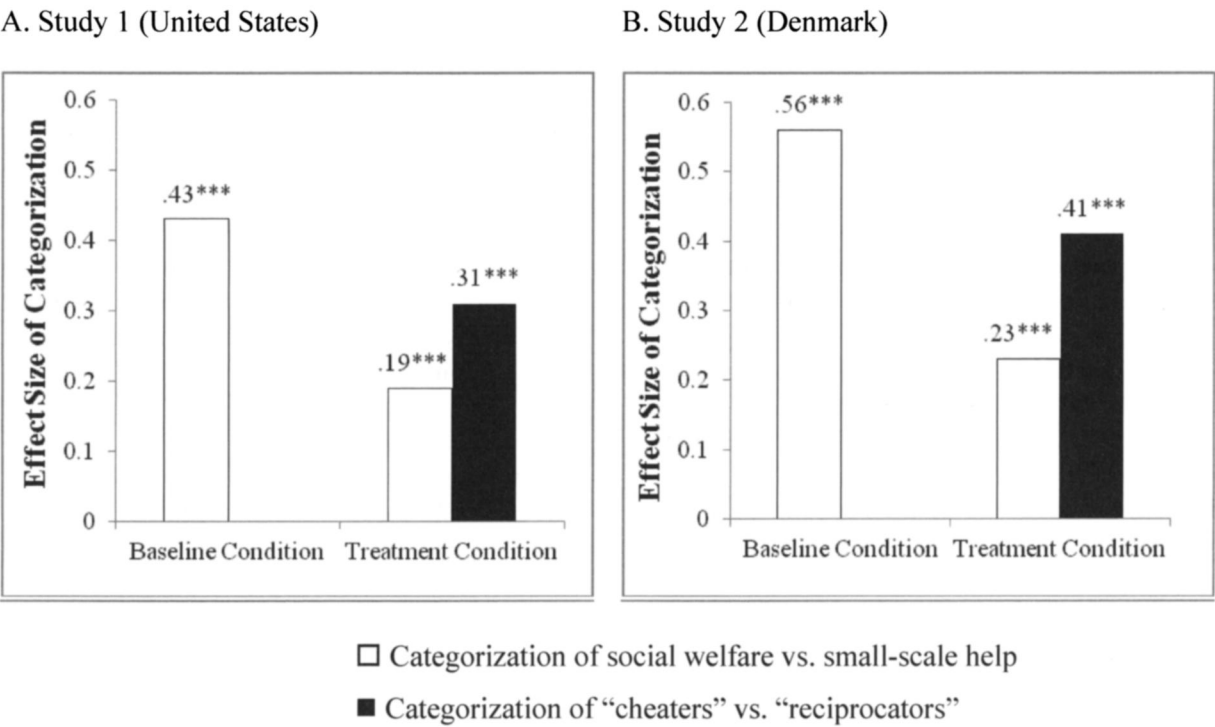 A. Study 1 (United States)
Effect Size of Categorization
0.6
0.5
0.4
0.3
0.2
0.1
0
.43***
.19***
.31***
Baseline Condition
Treatment Condition
B. Study 2 (Denmark)
Effect Size of Categorization
0.6
0.5
0.4
0.3
0.2
0.1
0
.56***
.23***
.41***
Baseline Condition
Treatment Condition
Categorization of social welfare vs. small-scale help
Categorization of “cheaters” vs. “reciprocators”